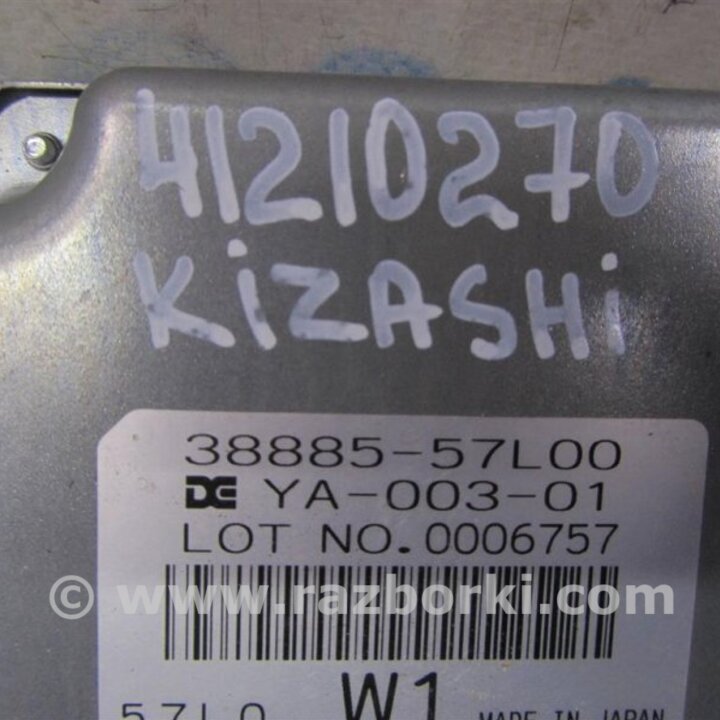 41210270
KiZASHi
38885-57L00
DE YA-003-01
LOT NO.0006757
© www.razborki.com
57L0 W1 MADE IN JAPAN